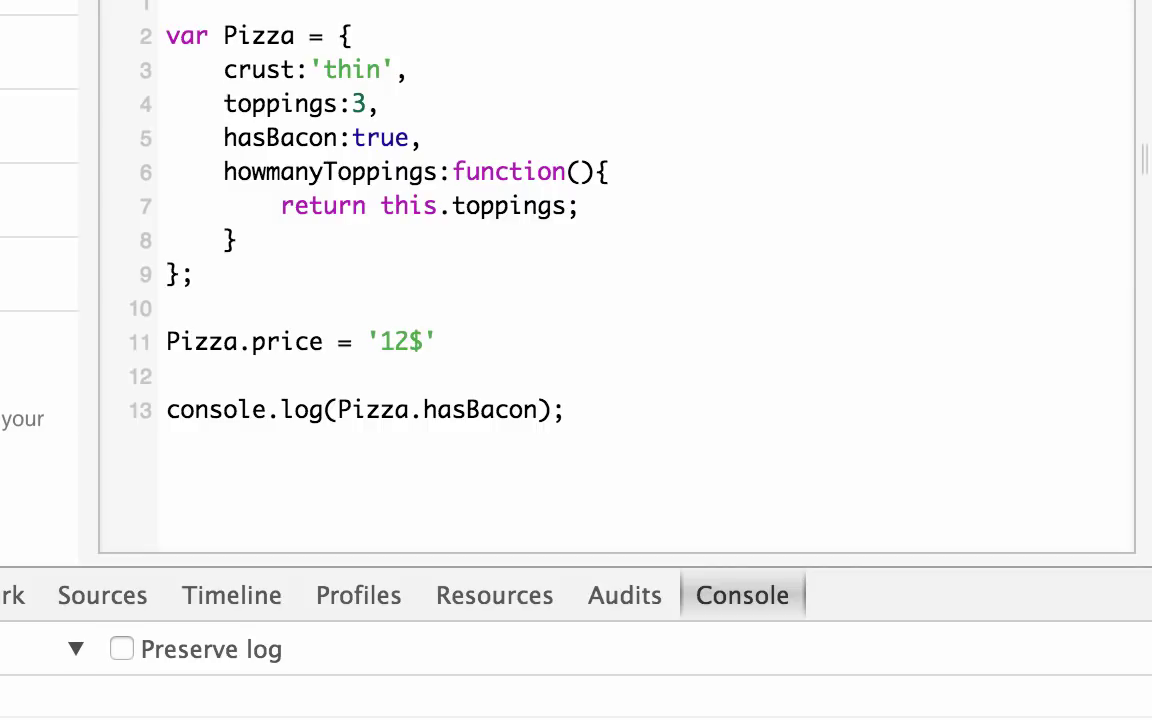 1
2 var Pizza = {
3 crust:'thin',
4 toppings:3,
5 hasBacon:true,
6 howmanyToppings:function(){
7 return this.toppings;
8 }
9 };
10
11 Pizza.price = '12$'
12
13 console.log(Pizza.hasBacon);
your
rk Sources Timeline Profiles Resources Audits Console
▼ Preserve log